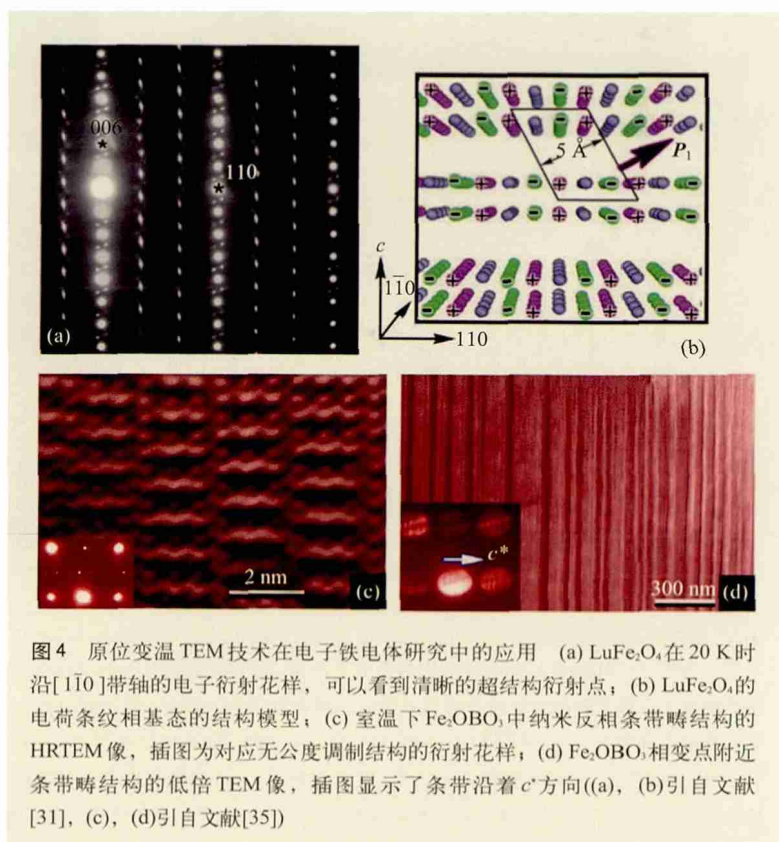 006
110
(a)
5 Å
P₁
c
11̄0
110
(b)
2 nm
(c)
c*
300 nm
(d)
图4 原位变温TEM技术在电子铁电体研究中的应用 (a) LuFe₂O₄在20 K时
沿[11̄0]带轴的电子衍射花样，可以看到清晰的超结构衍射点；(b) LuFe₂O₄的
电荷条纹相基态的结构模型；(c) 室温下Fe₂OBO₃中纳米反相条带畴结构的
HRTEM像，插图为对应无公度调制结构的衍射花样；(d) Fe₂OBO₃相变点附近
条带畴结构的低倍TEM像，插图显示了条带沿着c*方向((a)，(b)引自文献
[31]，(c)，(d)引自文献[35])